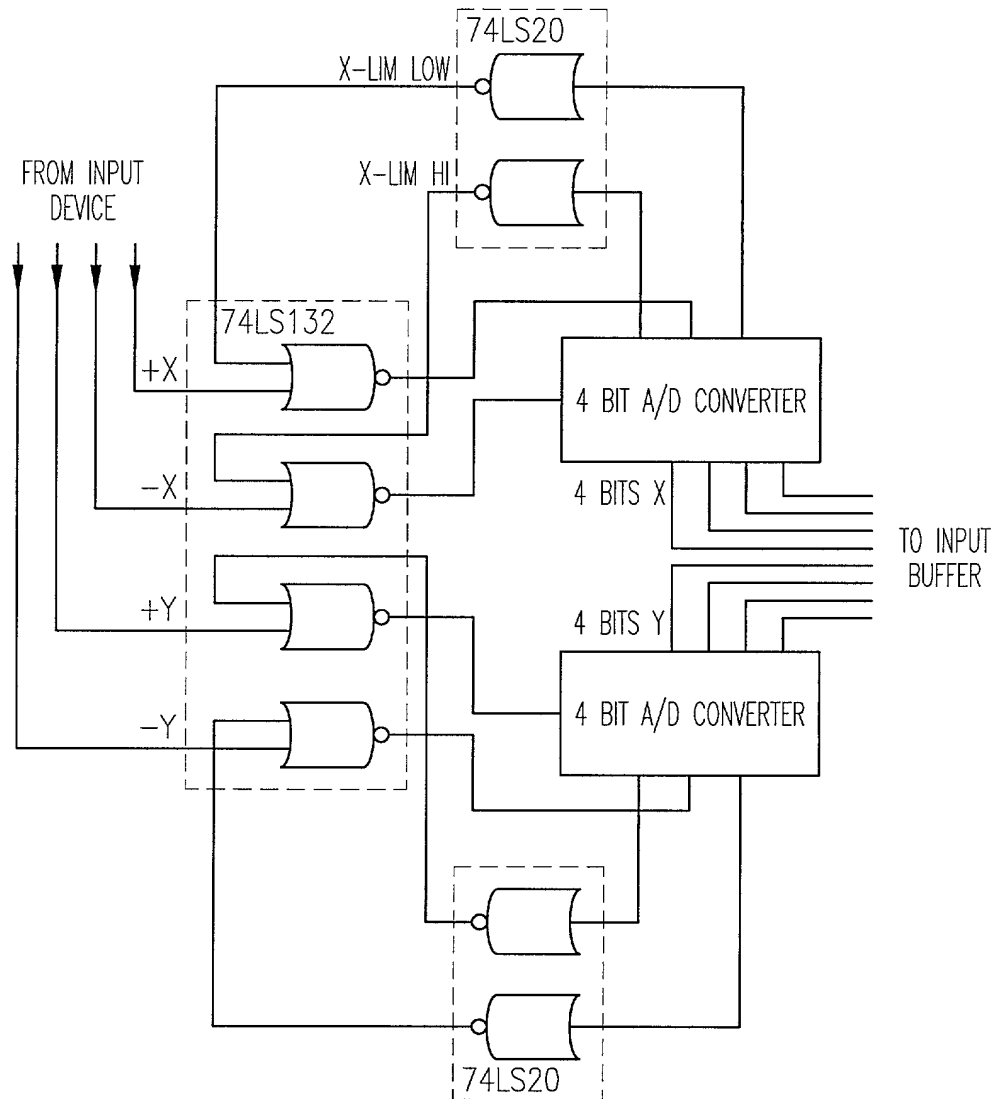 74LS20
X-LIM LOW
X-LIM HI
FROM INPUT
DEVICE
74LS132
+X
-X
+Y
-Y
4 BIT A/D CONVERTER
4 BITS X
TO INPUT
BUFFER
4 BITS Y
4 BIT A/D CONVERTER
74LS20